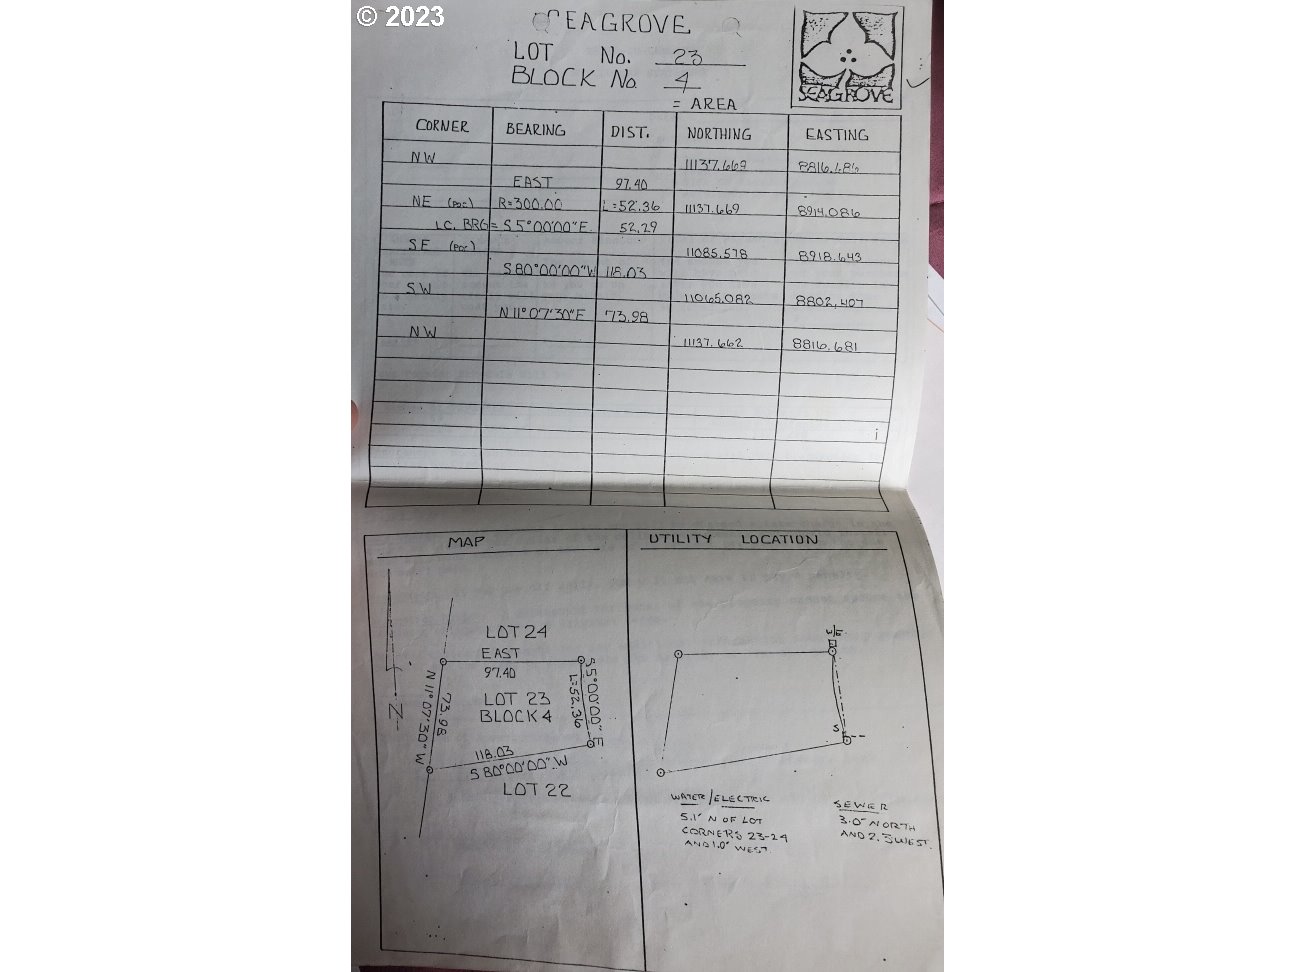 © 2023
SEAGROVE
LOT No. 23
BLOCK No. 4
= AREA
SEAGROVE
CORNER BEARING DIST. NORTHING EASTING
NW 11137.669 8816.686
EAST 97.40
NE (POC) R=300.00 L=52.36 11137.669 8914.086
LC. BRG = S 5°00'00"E 52.29
SE (POC) 11085.578 8918.643
S 80°00'00"W 118.03
SW 11065.082 8802.407
N 11°07'30"E 73.98
NW 11137.662 8816.681
MAP
UTILITY LOCATION
LOT 24
EAST
97.40
LOT 23
BLOCK 4
N 11° 07' 30" W
73.98
L=52.36
S 5°00'00" E
118.03
S 80°00'00" W
LOT 22
N
W/E
S
WATER/ELECTRIC
5.1' N OF LOT
CORNERS 23-24
AND 1.0' WEST.
SEWER
3.0' NORTH
AND 2.3 WEST.